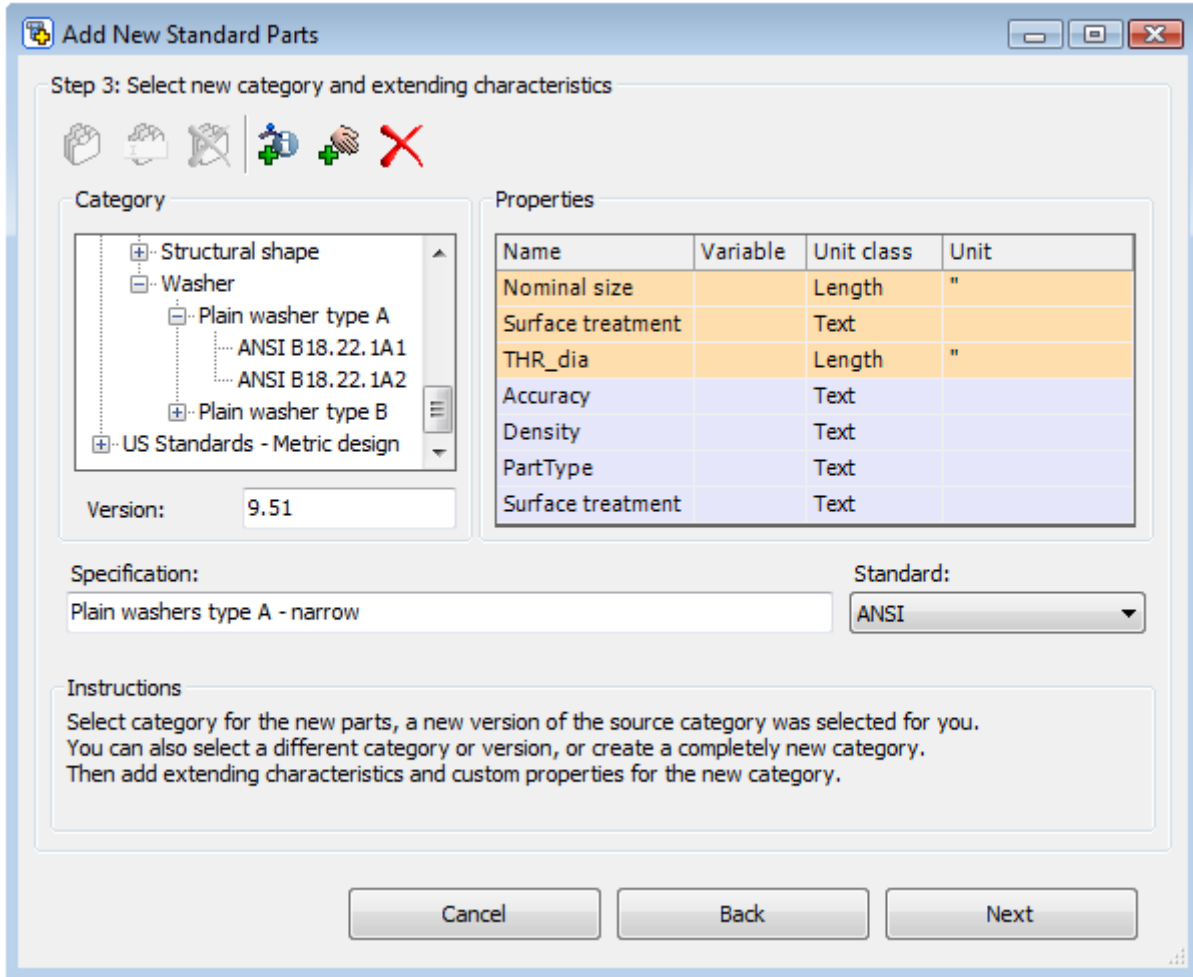 Add New Standard Parts
Step 3: Select new category and extending characteristics
Category
Structural shape
Washer
Plain washer type A
ANSI B18.22.1A1
ANSI B18.22.1A2
Plain washer type B
US Standards - Metric design
Version: 9.51
Properties
Name Variable Unit class Unit
Nominal size Length "
Surface treatment Text
THR_dia Length "
Accuracy Text
Density Text
PartType Text
Surface treatment Text
Specification: Standard:
Plain washers type A - narrow ANSI
Instructions
Select category for the new parts, a new version of the source category was selected for you.
You can also select a different category or version, or create a completely new category.
Then add extending characteristics and custom properties for the new category.
Cancel Back Next